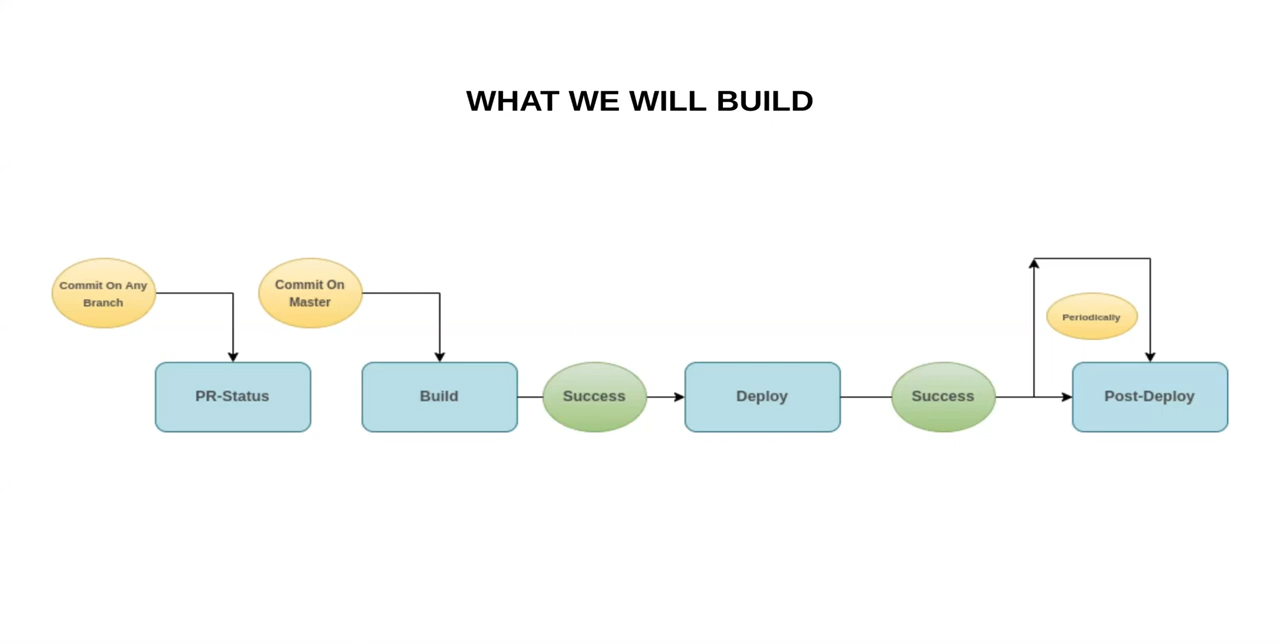 WHAT WE WILL BUILD
Commit On Any
Branch
Commit On
Master
Periodically
PR-Status
Build
Success
Deploy
Success
Post-Deploy